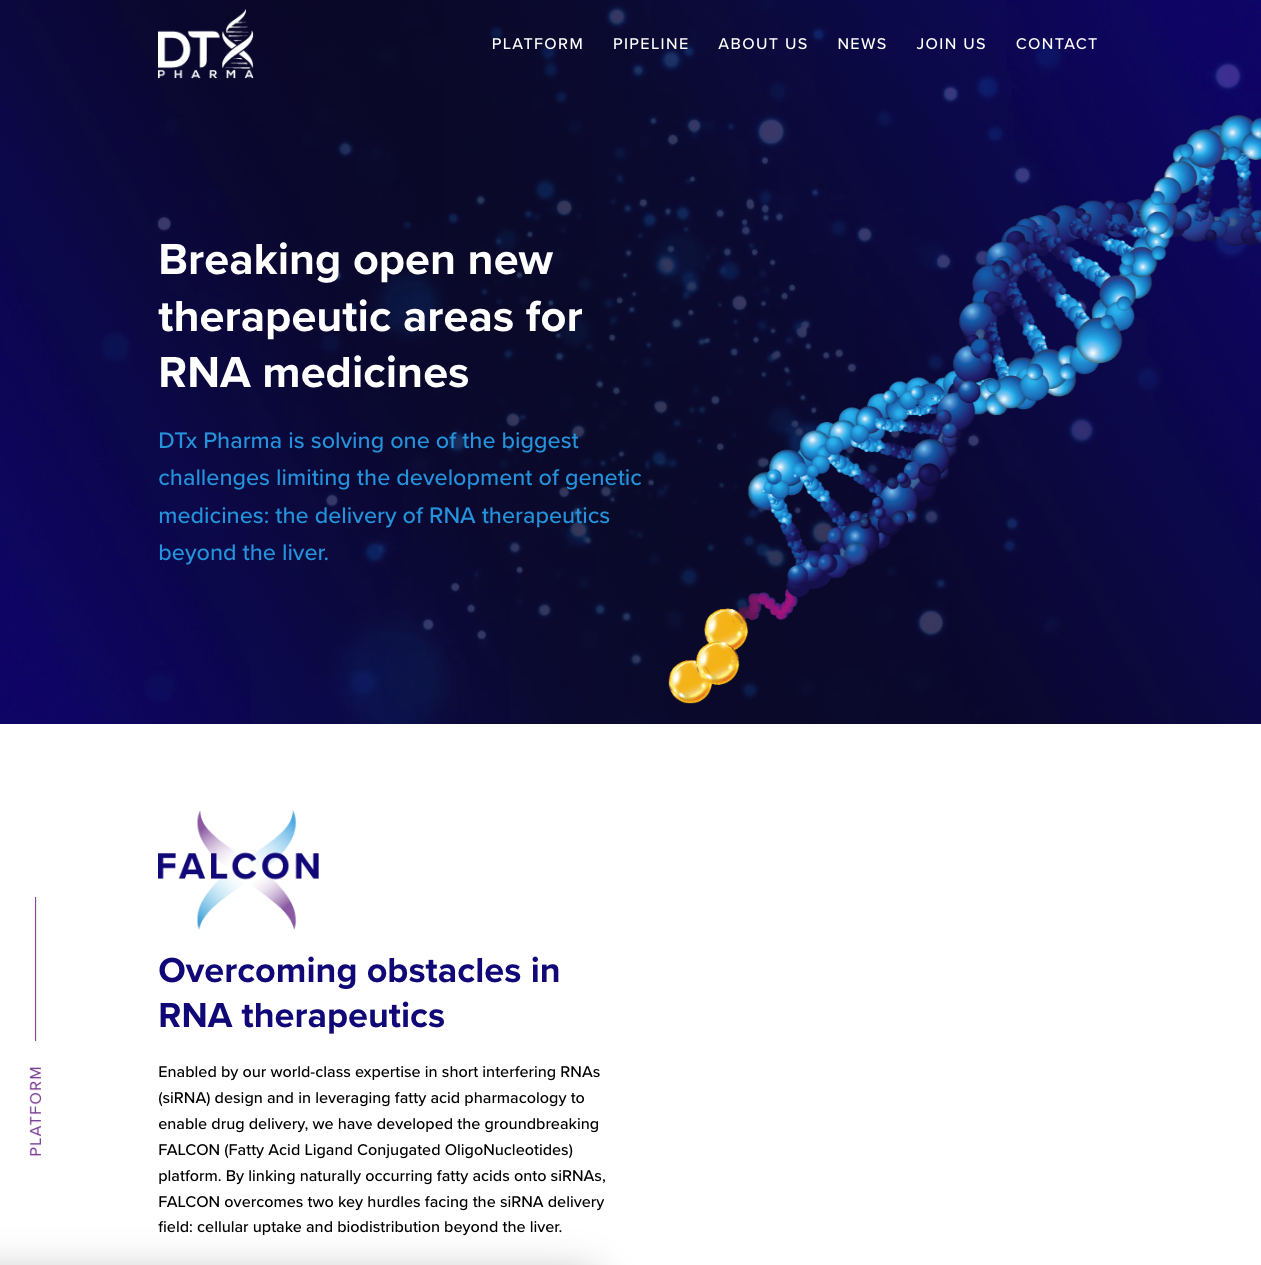 DTX
PHARMA
PLATFORM PIPELINE ABOUT US NEWS JOIN US CONTACT
Breaking open new
therapeutic areas for
RNA medicines
DTx Pharma is solving one of the biggest
challenges limiting the development of genetic
medicines: the delivery of RNA therapeutics
beyond the liver.
FALCON
Overcoming obstacles in
RNA therapeutics
Enabled by our world-class expertise in short interfering RNAs
(siRNA) design and in leveraging fatty acid pharmacology to
enable drug delivery, we have developed the groundbreaking
FALCON (Fatty Acid Ligand Conjugated OligoNucleotides)
platform. By linking naturally occurring fatty acids onto siRNAs,
FALCON overcomes two key hurdles facing the siRNA delivery
field: cellular uptake and biodistribution beyond the liver.
PLATFORM